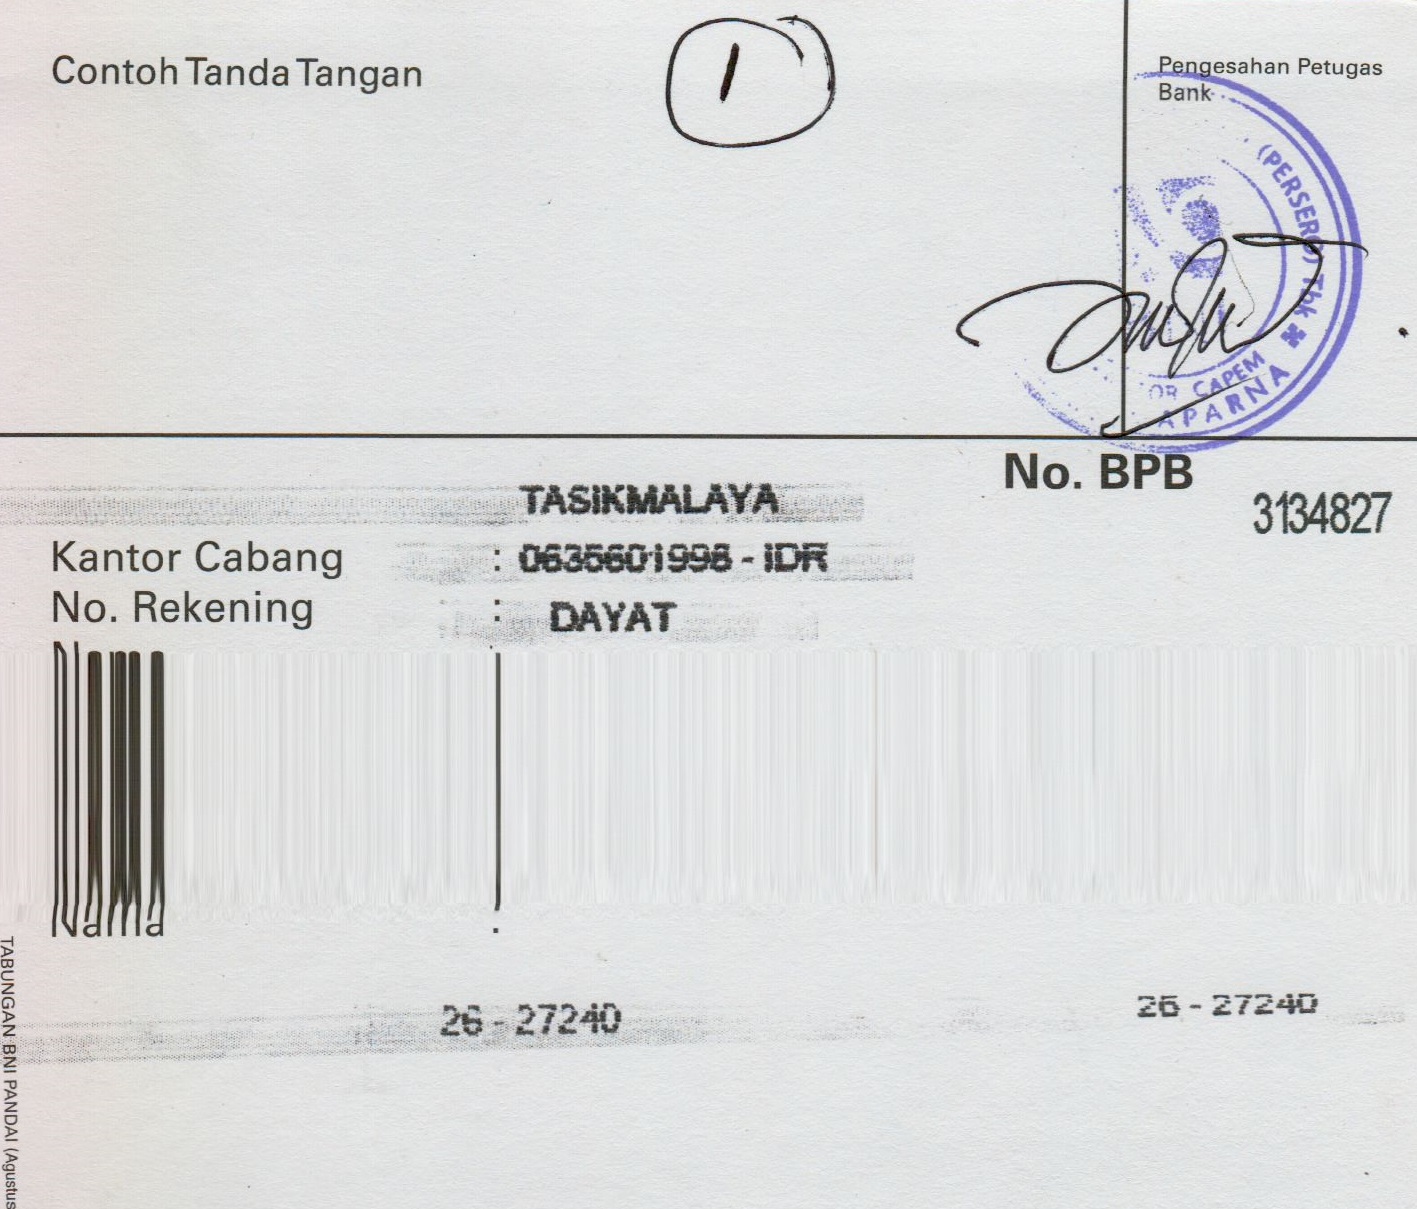 Contoh Tanda Tangan
1
Pengesahan Petugas
Bank
(PERSERO) Tbk
CAPEM
APARNA
No. BPB
3134827
TASIKMALAYA
Kantor Cabang : 0635601998 - IDR
No. Rekening : DAYAT
Nama :
26 - 27240
26 - 27240
TABUNGAN BNI PANDAI (Agustus